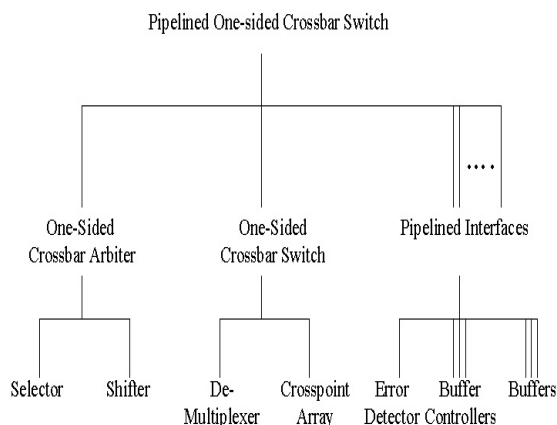 Pipelined One-sided Crossbar Switch
One-Sided
Crossbar Arbiter
One-Sided
Crossbar Switch
Pipelined Interfaces
Selector
Shifter
De-
Multiplexer
Crosspoint
Array
Error
Detector
Buffer
Controllers
Buffers